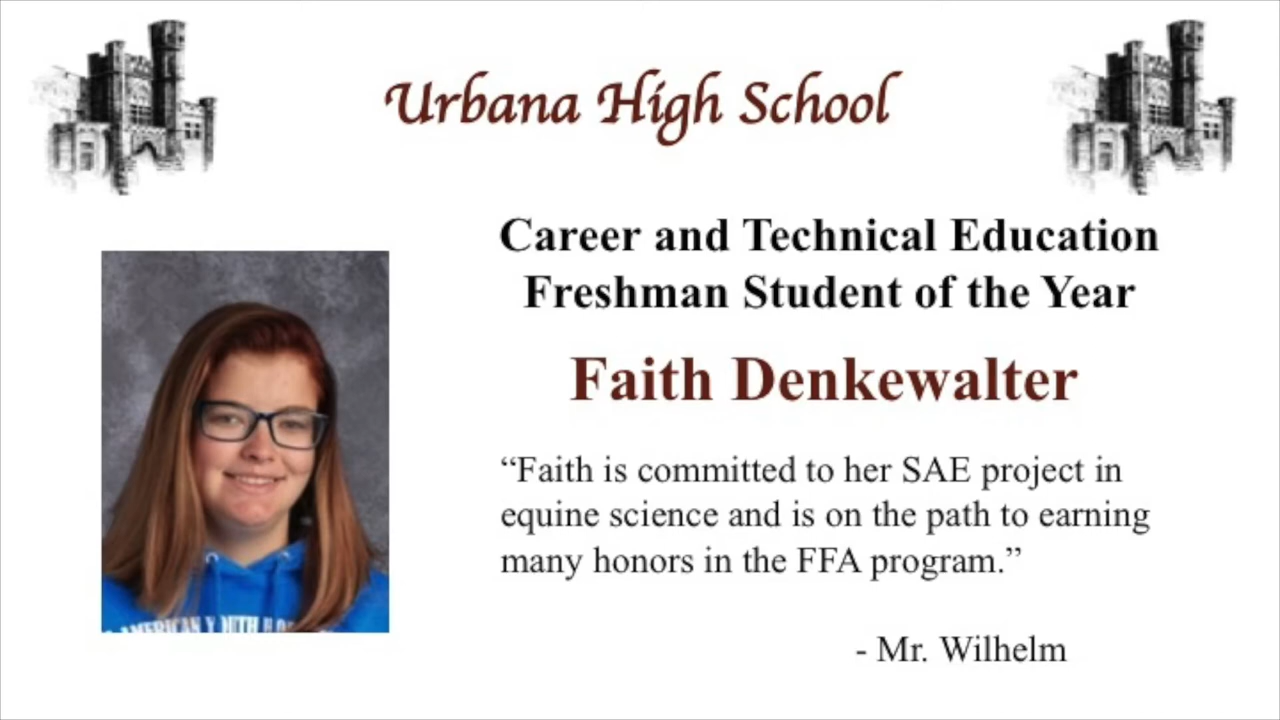 Urbana High School
Career and Technical Education
Freshman Student of the Year
Faith Denkewalter
“Faith is committed to her SAE project in
equine science and is on the path to earning
many honors in the FFA program.”
- Mr. Wilhelm
AMERICAN Y